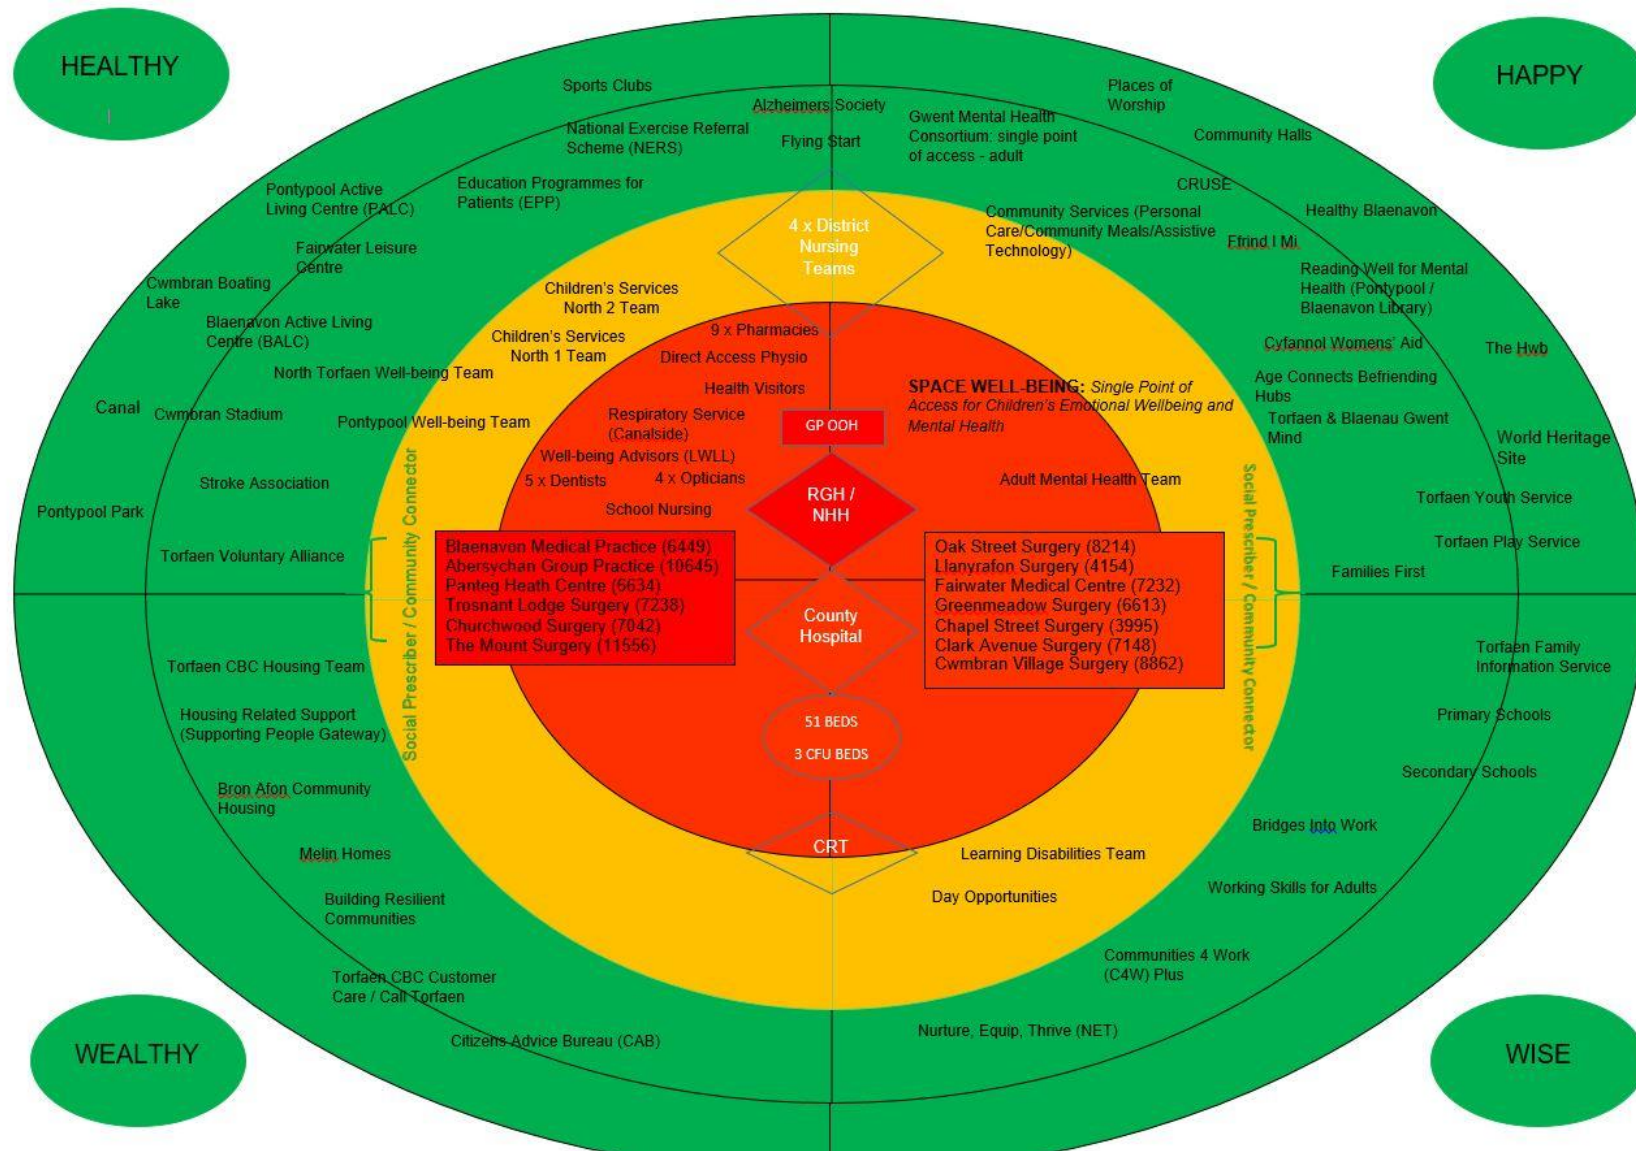 HEALTHY
HAPPY
Sports Clubs
Places of
Worship
Alzheimers Society
Gwent Mental Health
Consortium: single point
of access - adult
National Exercise Referral
Scheme (NERS)
Flying Start
Community Halls
Education Programmes for
Patients (EPP)
CRUSE
Pontypool Active
Living Centre (PALC)
Community Services (Personal
Care/Community Meals/Assistive
Technology)
Healthy Blaenavon
4 x District
Nursing
Teams
Fairwater Leisure
Centre
Ffrind I Mi
Reading Well for Mental
Health (Pontypool /
Blaenavon Library)
Cwmbran Boating
Lake
Children's Services
North 2 Team
Blaenavon Active Living
Centre (BALC)
Children's Services
North 1 Team
9 x Pharmacies
Direct Access Physio
Cyfannol Womens' Aid
The Hwb
North Torfaen Well-being Team
Health Visitors
SPACE WELL-BEING: Single Point of
Access for Children's Emotional Wellbeing and
Mental Health
Age Connects Befriending
Hubs
Canal
Cwmbran Stadium
Pontypool Well-being Team
Respiratory Service
(Canalside)
GP OOH
Torfaen & Blaenau Gwent
Mind
World Heritage
Site
Well-being Advisors (LWLL)
5 x Dentists
4 x Opticians
Adult Mental Health Team
Stroke Association
RGH /
NHH
Torfaen Youth Service
Pontypool Park
School Nursing
Torfaen Voluntary Alliance
Torfaen Play Service
Families First
Social Prescriber / Community Connector
Blaenavon Medical Practice (6449)
Abersychan Group Practice (10645)
Panteg Heath Centre (6634)
Trosnant Lodge Surgery (7238)
Churchwood Surgery (7042)
The Mount Surgery (11556)
County
Hospital
Oak Street Surgery (8214)
Llanyrafon Surgery (4154)
Fairwater Medical Centre (7232)
Greenmeadow Surgery (6613)
Chapel Street Surgery (3995)
Clark Avenue Surgery (7148)
Cwmbran Village Surgery (8862)
Social Prescriber / Community Connector
Torfaen CBC Housing Team
Torfaen Family
Information Service
Housing Related Support
(Supporting People Gateway)
51 BEDS
3 CFU BEDS
Primary Schools
Secondary Schools
Bron Afon Community
Housing
Bridges Into Work
Melin Homes
CRT
Learning Disabilities Team
Building Resilient
Communities
Day Opportunities
Working Skills for Adults
Torfaen CBC Customer
Care / Call Torfaen
Communities 4 Work
(C4W) Plus
Citizens Advice Bureau (CAB)
Nurture, Equip, Thrive (NET)
WEALTHY
WISE